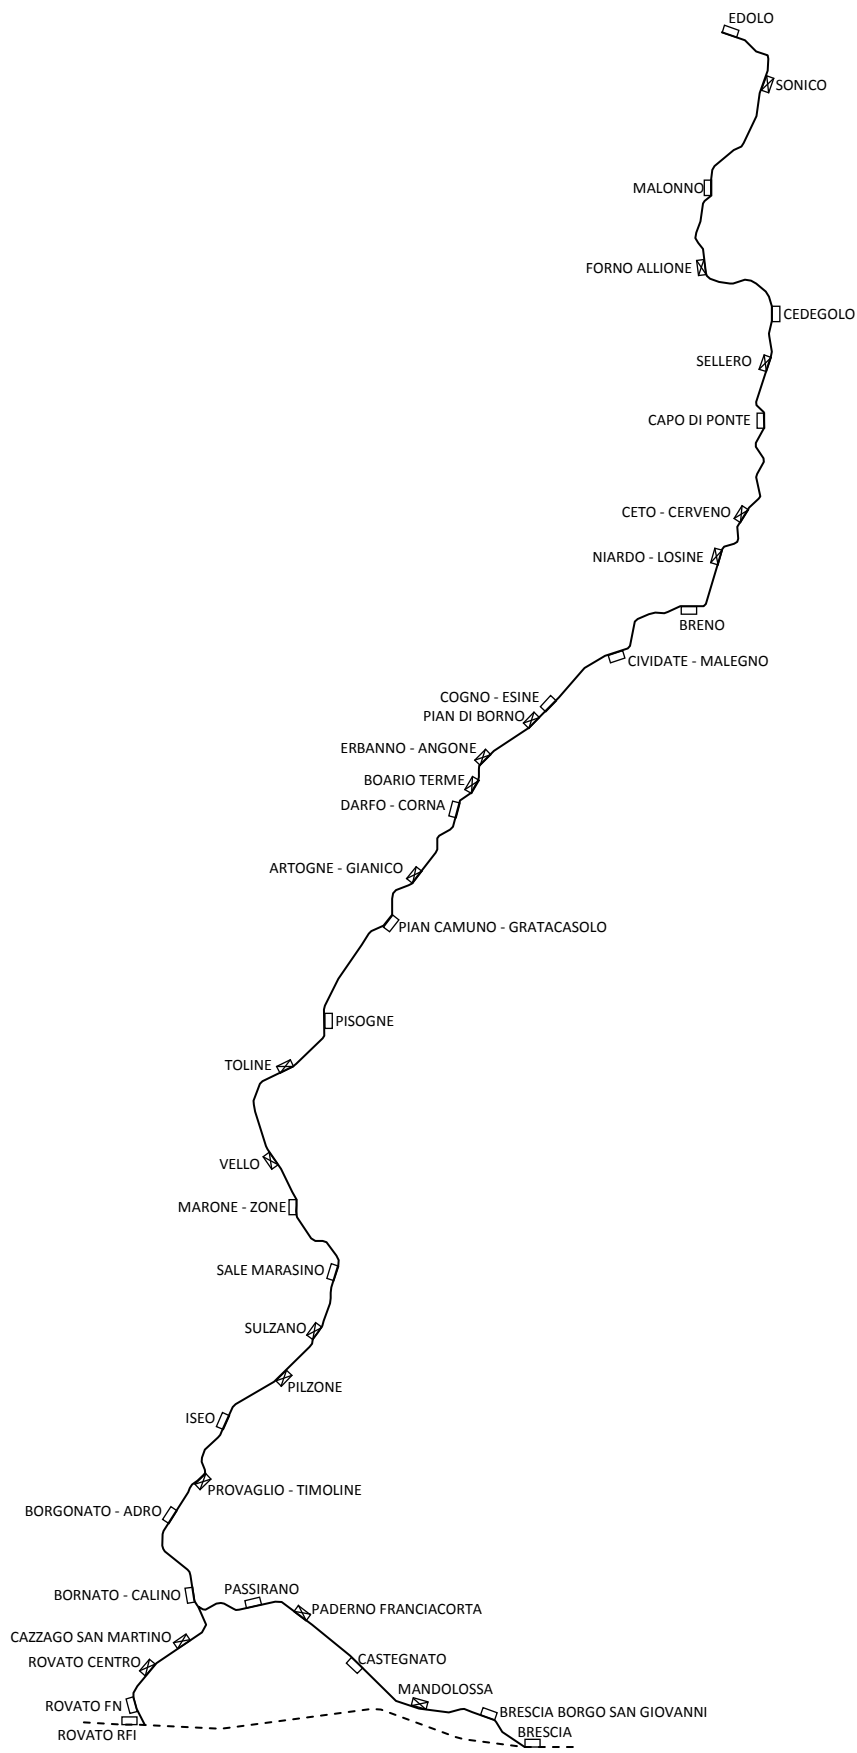 EDOLO
SONICO
MALONNO
FORNO ALLIONE
CEDEGOLO
SELLERO
CAPO DI PONTE
CETO - CERVENO
NIARDO - LOSINE
BRENO
CIVIDATE - MALEGNO
COGNO - ESINE
PIAN DI BORNO
ERBANNO - ANGONE
BOARIO TERME
DARFO - CORNA
ARTOGNE - GIANICO
PIAN CAMUNO - GRATACASOLO
PISOGNE
TOLINE
VELLO
MARONE - ZONE
SALE MARASINO
SULZANO
PILZONE
ISEO
PROVAGLIO - TIMOLINE
BORGONATO - ADRO
BORNATO - CALINO
PASSIRANO
PADERNO FRANCIACORTA
CAZZAGO SAN MARTINO
ROVATO CENTRO
CASTEGNATO
MANDOLOSSA
ROVATO FN
BRESCIA BORGO SAN GIOVANNI
ROVATO RFI
BRESCIA